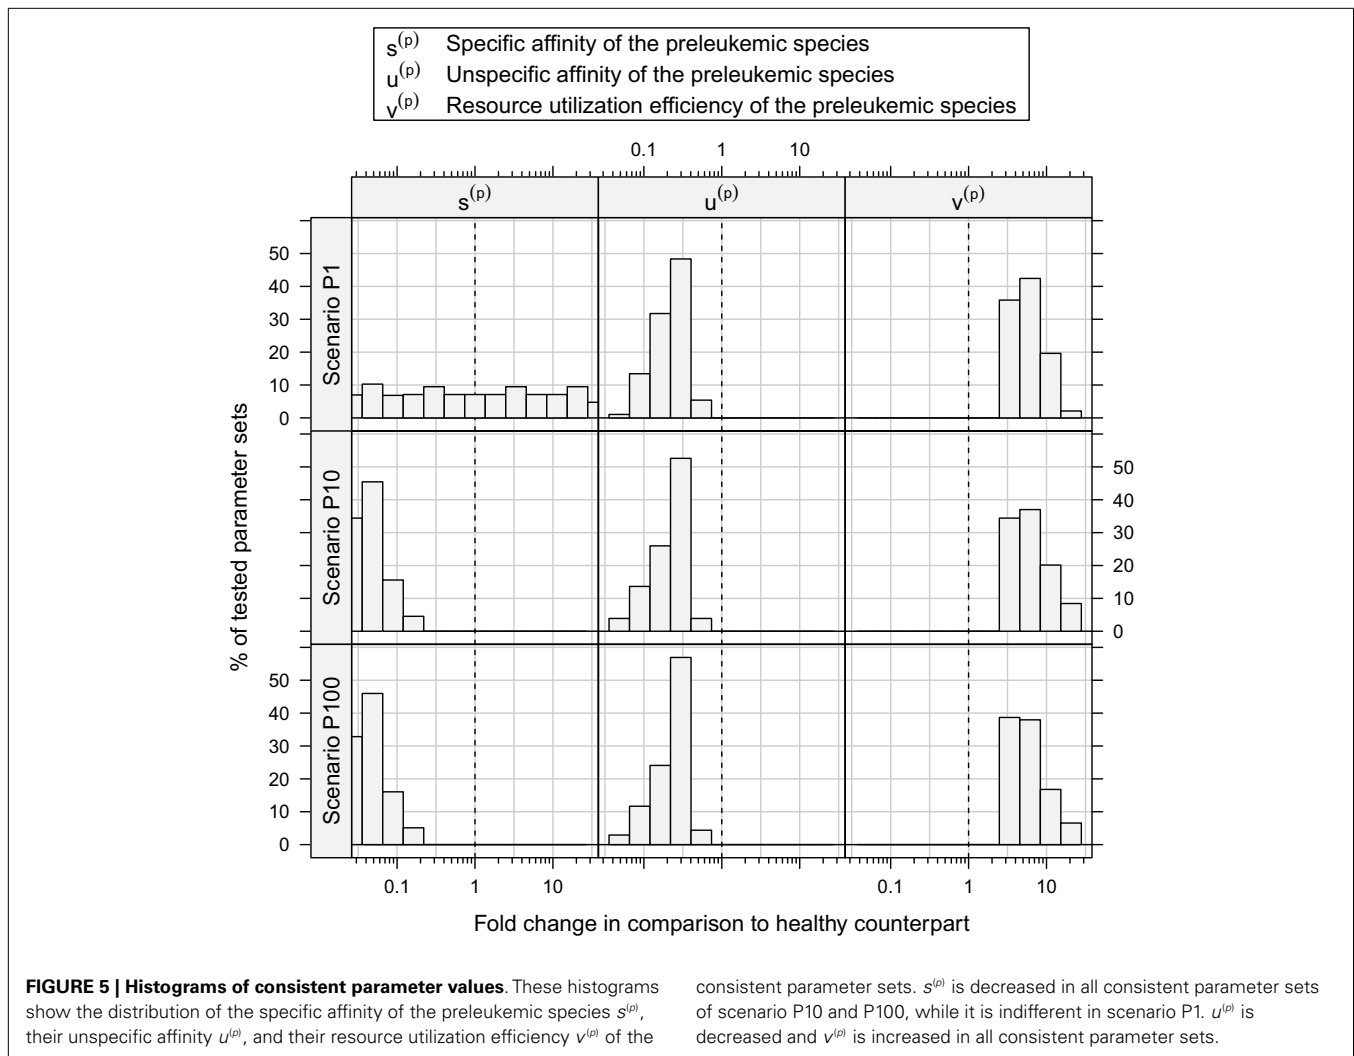 s(p) Specific affinity of the preleukemic species
u(p) Unspecific affinity of the preleukemic species
v(p) Resource utilization efficiency of the preleukemic species
0.1 1 10
s(p) u(p) v(p)
% of tested parameter sets
Scenario P1
50
40
30
20
10
0
Scenario P10
50
40
30
20
10
0
Scenario P100
50
40
30
20
10
0
0.1 1 10 0.1 1 10
Fold change in comparison to healthy counterpart
FIGURE 5 | Histograms of consistent parameter values. These histograms
show the distribution of the specific affinity of the preleukemic species s(p),
their unspecific affinity u(p), and their resource utilization efficiency v(p) of the
consistent parameter sets. s(p) is decreased in all consistent parameter sets
of scenario P10 and P100, while it is indifferent in scenario P1. u(p) is
decreased and v(p) is increased in all consistent parameter sets.